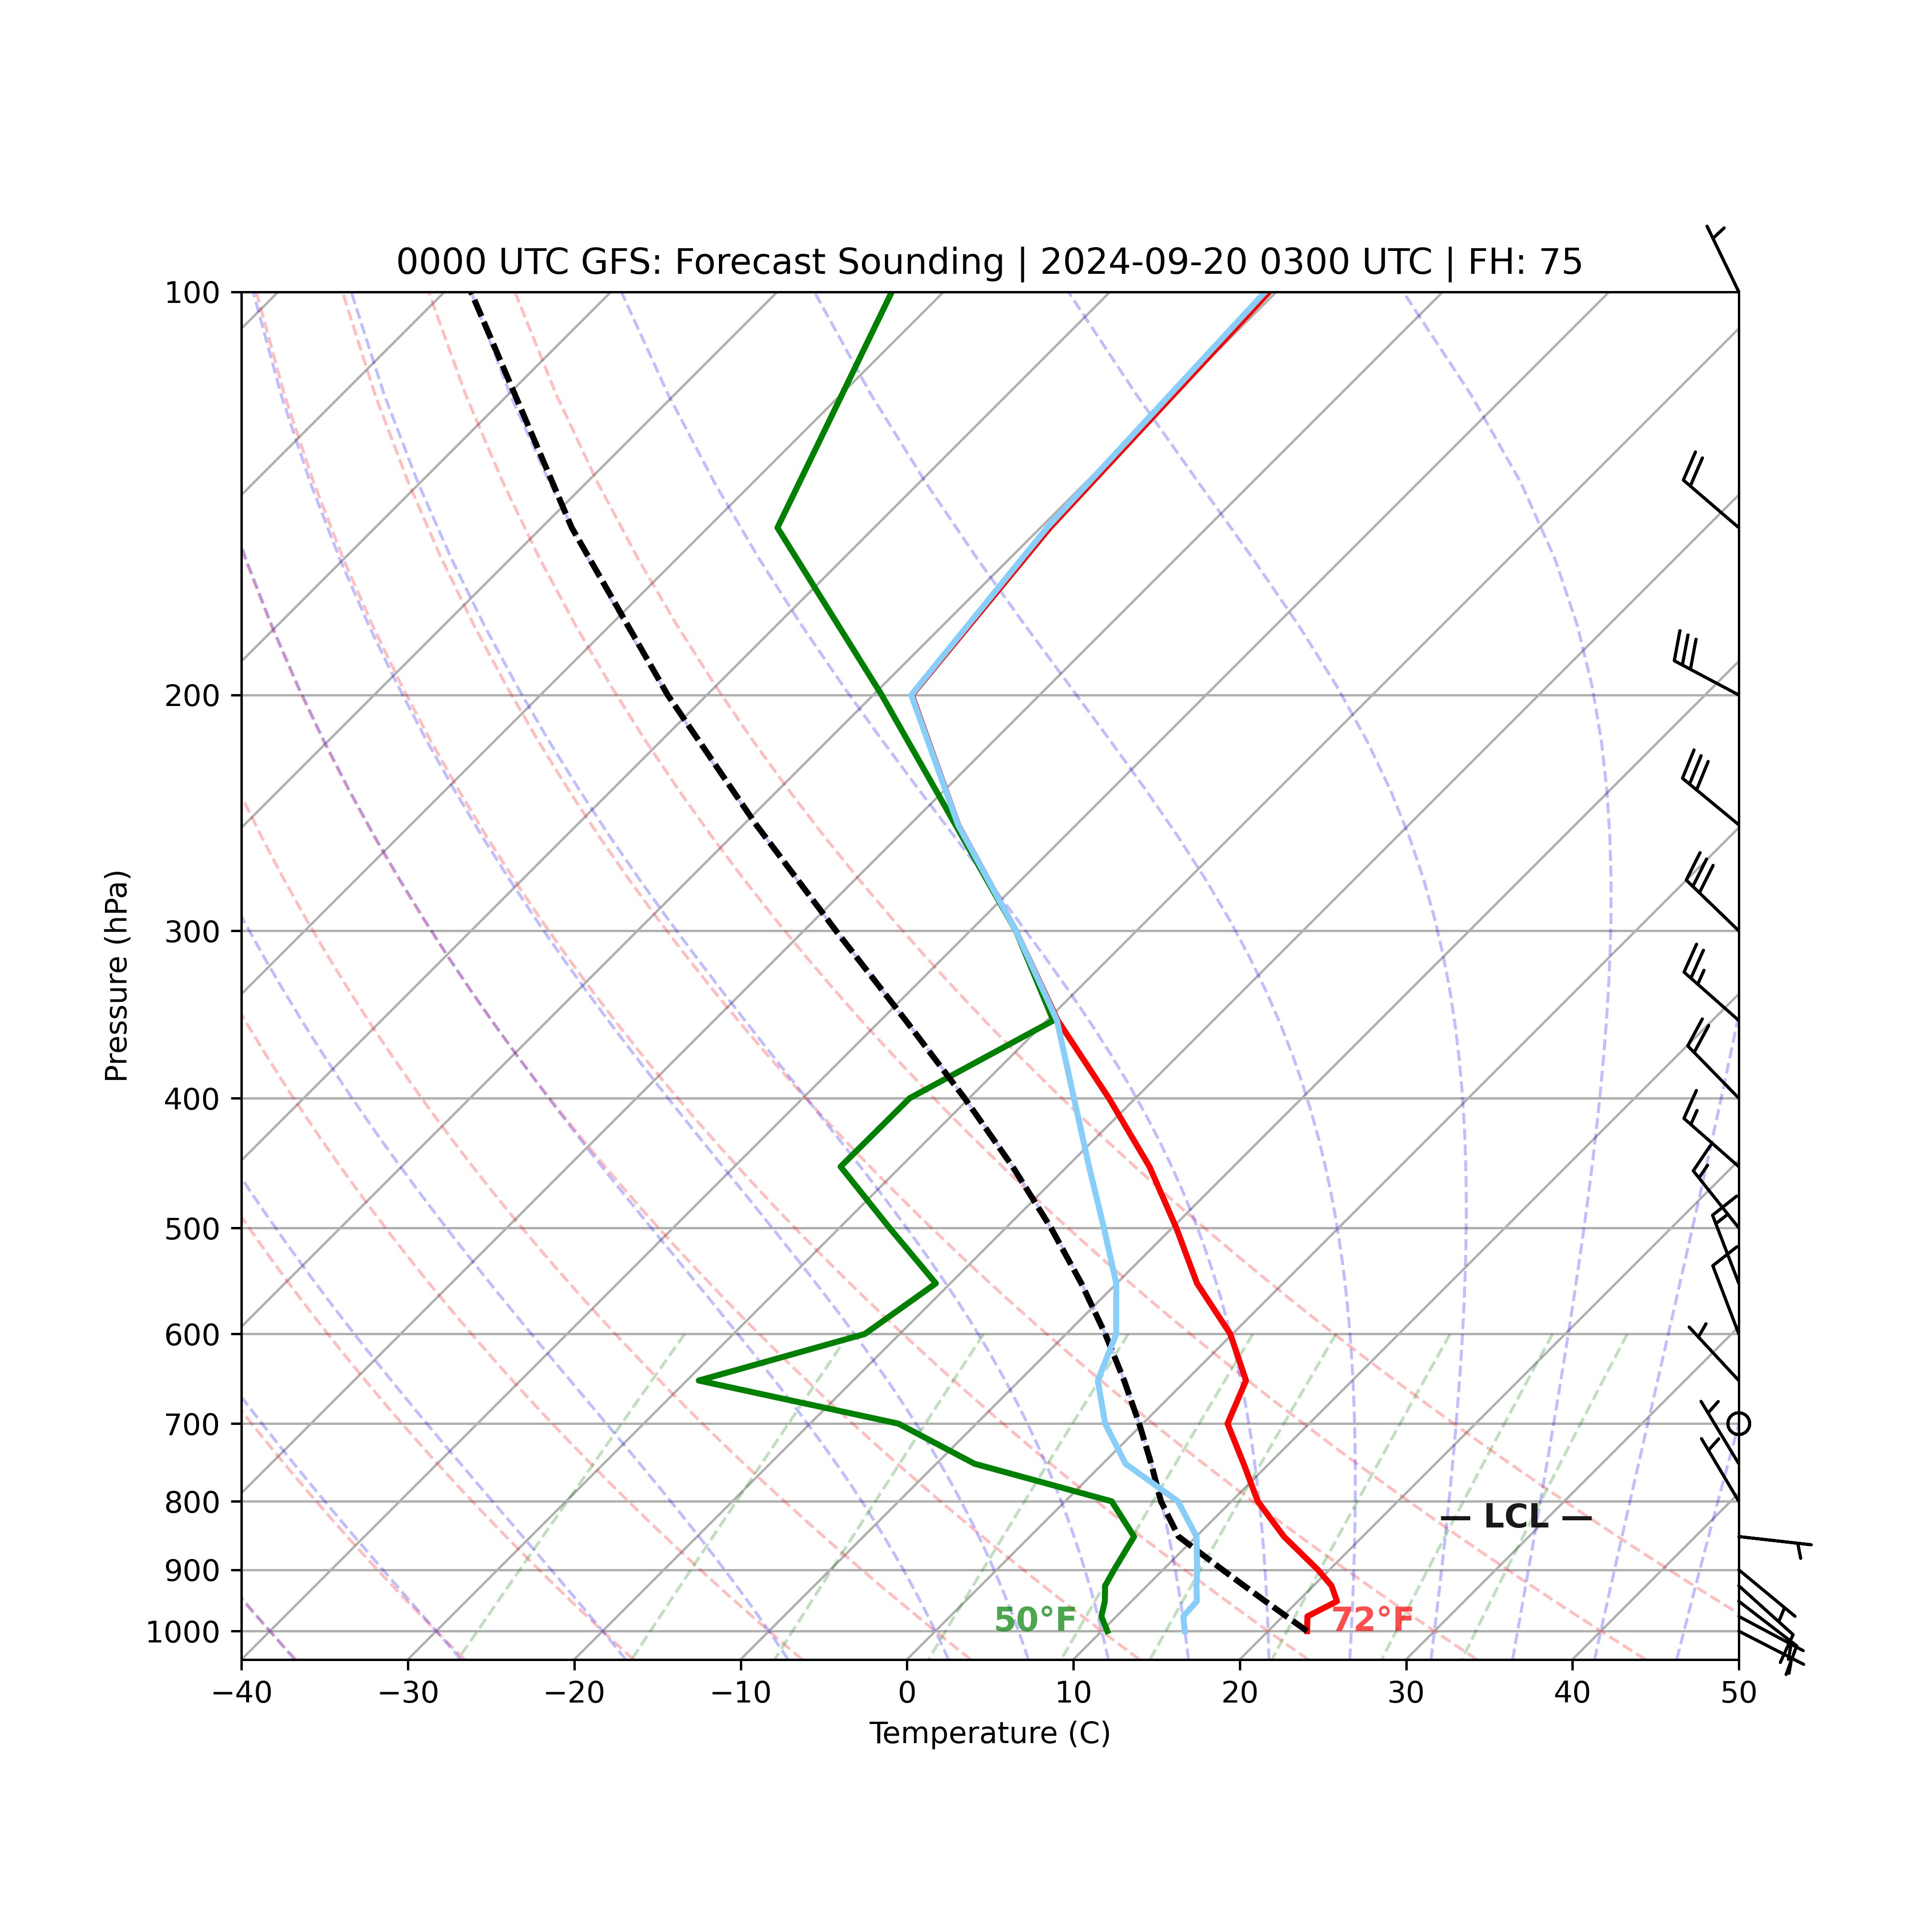 0000 UTC GFS: Forecast Sounding | 2024-09-20 0300 UTC | FH: 75
100
200
300
400
500
600
700
800
900
1000
Pressure (hPa)
— LCL —
50°F
72°F
−40 −30 −20 −10 0 10 20 30 40 50
Temperature (C)